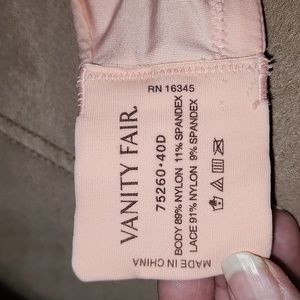 RN 16345
VANITY FAIR.
75260•40D
BODY 89% NYLON 11% SPANDEX
LACE 91% NYLON 9% SPANDEX
MADE IN CHINA